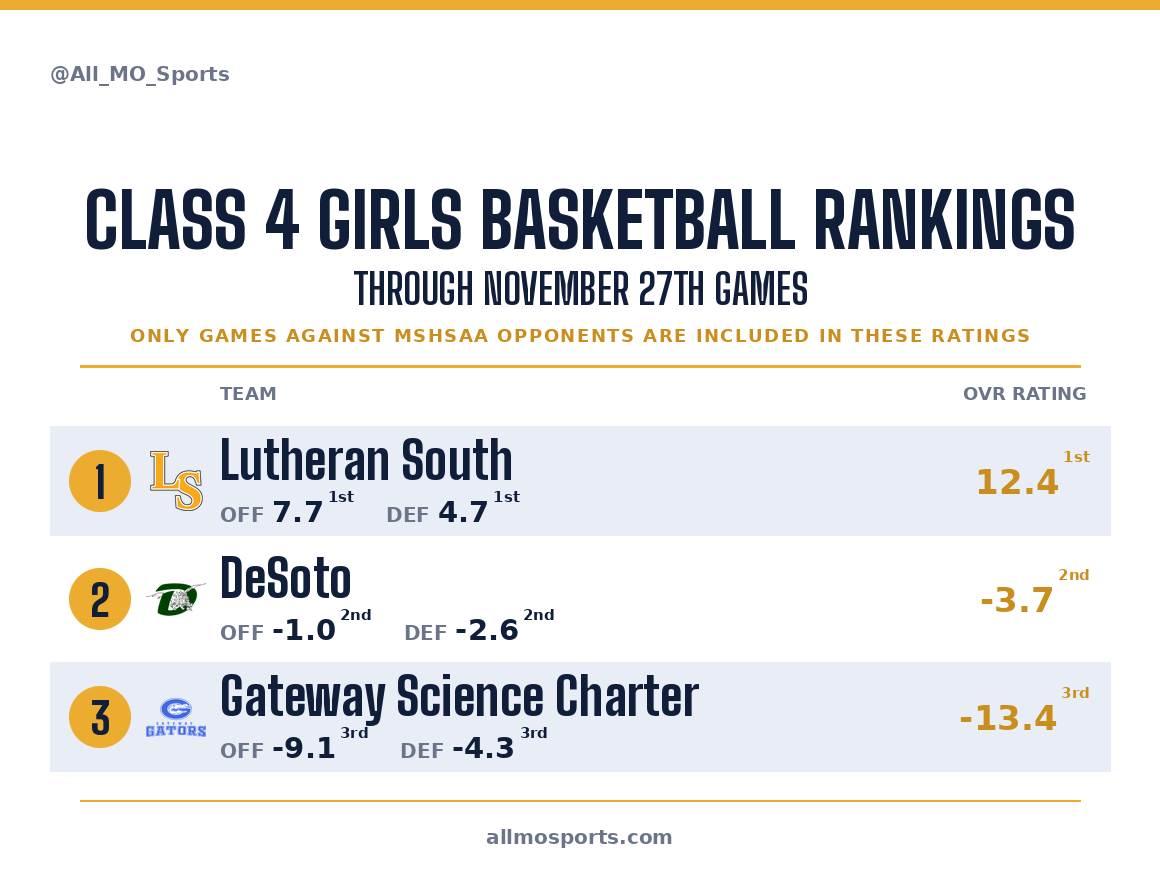 @All_MO_Sports
CLASS 4 GIRLS BASKETBALL RANKINGS
THROUGH NOVEMBER 27TH GAMES
ONLY GAMES AGAINST MSHSAA OPPONENTS ARE INCLUDED IN THESE RATINGS
TEAM OVR RATING
1 LS Lutheran South 12.4 1st
OFF 7.7 1st DEF 4.7 1st
2 D DeSoto -3.7 2nd
OFF -1.0 2nd DEF -2.6 2nd
3 G GATEWAY GATORS Gateway Science Charter -13.4 3rd
OFF -9.1 3rd DEF -4.3 3rd
allmosports.com